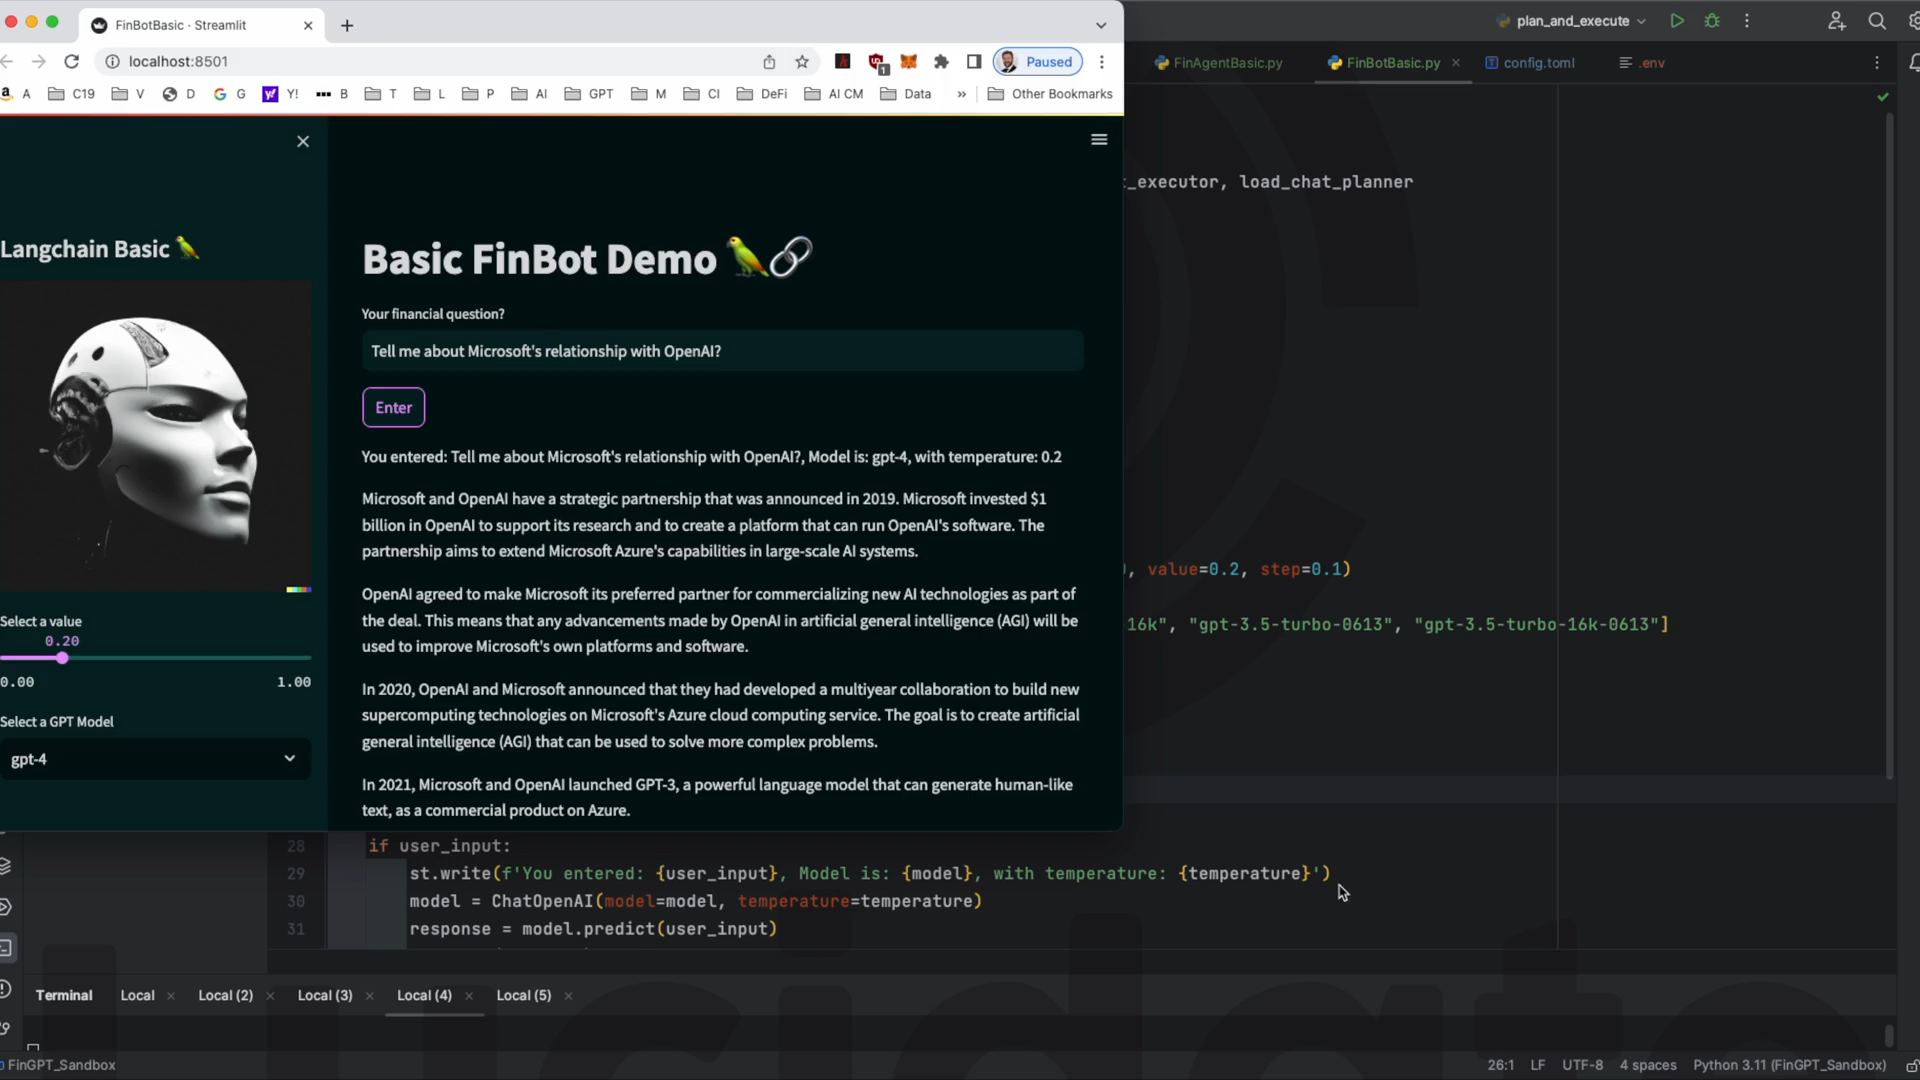 FinBotBasic · Streamlit
plan_and_execute
localhost:8501
Paused
FinAgentBasic.py
FinBotBasic.py
config.toml
.env
A
C19
V
D
G
Y!
B
T
L
P
AI
GPT
M
CI
DeFi
AI CM
Data
»
Other Bookmarks
_executor, load_chat_planner
Langchain Basic
Basic FinBot Demo
Your financial question?
Tell me about Microsoft's relationship with OpenAI?
Enter
You entered: Tell me about Microsoft's relationship with OpenAI?, Model is: gpt-4, with temperature: 0.2
Microsoft and OpenAI have a strategic partnership that was announced in 2019. Microsoft invested $1
billion in OpenAI to support its research and to create a platform that can run OpenAI's software. The
partnership aims to extend Microsoft Azure's capabilities in large-scale AI systems.
OpenAI agreed to make Microsoft its preferred partner for commercializing new AI technologies as part of
the deal. This means that any advancements made by OpenAI in artificial general intelligence (AGI) will be
used to improve Microsoft's own platforms and software.
In 2020, OpenAI and Microsoft announced that they had developed a multiyear collaboration to build new
supercomputing technologies on Microsoft's Azure cloud computing service. The goal is to create artificial
general intelligence (AGI) that can be used to solve more complex problems.
In 2021, Microsoft and OpenAI launched GPT-3, a powerful language model that can generate human-like
text, as a commercial product on Azure.
Select a value
0.20
0.00
1.00
Select a GPT Model
gpt-4
, value=0.2, step=0.1)
16k", "gpt-3.5-turbo-0613", "gpt-3.5-turbo-16k-0613"]
28 if user_input:
29 st.write(f'You entered: {user_input}, Model is: {model}, with temperature: {temperature}')
30 model = ChatOpenAI(model=model, temperature=temperature)
31 response = model.predict(user_input)
Terminal
Local
Local (2)
Local (3)
Local (4)
Local (5)
FinGPT_Sandbox
26:1
LF
UTF-8
4 spaces
Python 3.11 (FinGPT_Sandbox)